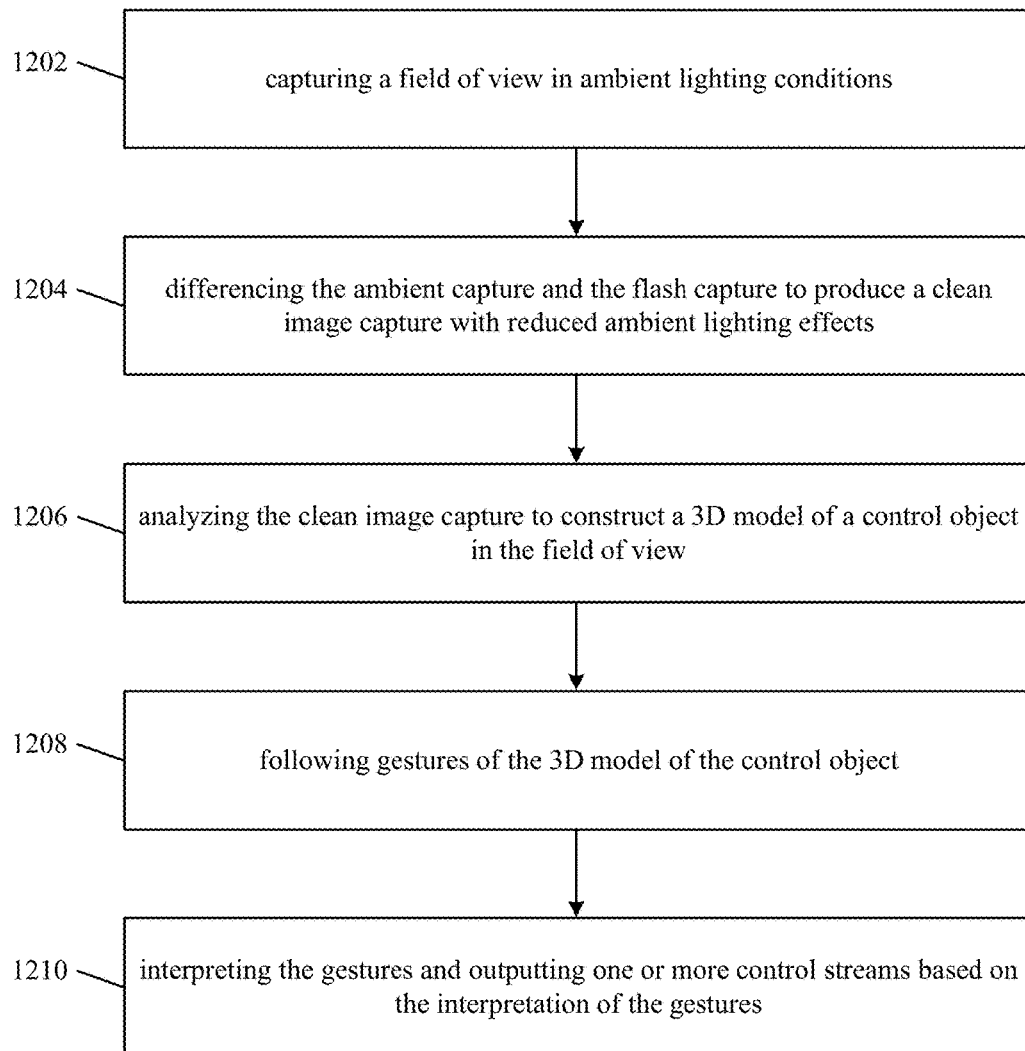 1202
capturing a field of view in ambient lighting conditions
1204
differencing the ambient capture and the flash capture to produce a clean
image capture with reduced ambient lighting effects
1206
analyzing the clean image capture to construct a 3D model of a control object
in the field of view
1208
following gestures of the 3D model of the control object
1210
interpreting the gestures and outputting one or more control streams based on
the interpretation of the gestures